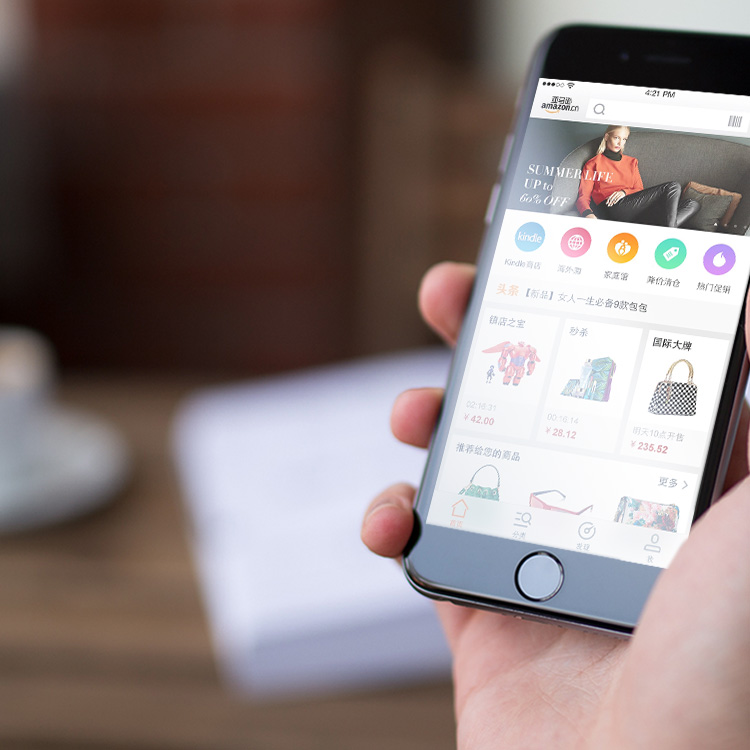 4:21 PM
亚马逊
amazon.cn
SUMMER LIFE
UP to
60% OFF
kindle
Kindle商店
海外购
家庭馆
降价清仓
热门促销
头条
【甄品】女人一生必备9款包包
镇店之宝
秒杀
国际大牌
02:16:31
00:16:14
明天10点开售
¥ 42.00
¥ 28.12
¥ 235.52
推荐给您的商品
更多
首页
分类
发现
我